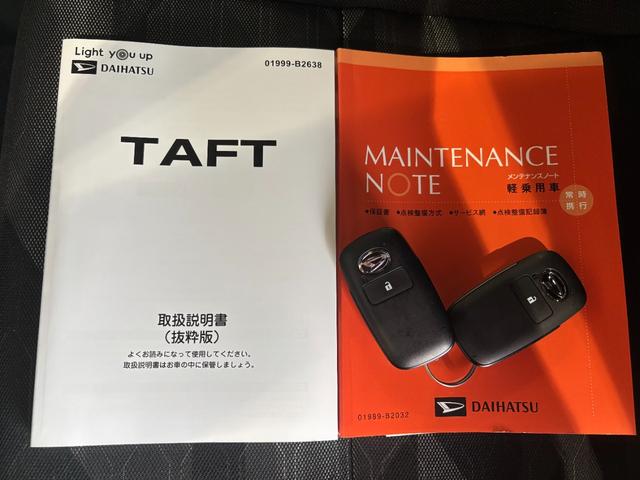 Light you up
DAIHATSU
01999-B2638
TAFT
取扱説明書
（抜粋版）
よくお読みになって使用してください。
取扱説明書はお車の中に保管しましょう。
MAINTENANCE
NOTE
メンテナンスノート
軽乗用車
常時
携行
●保証書 ●点検整備方式 ●サービス網 ●点検整備記録簿
01989-B2032
DAIHATSU